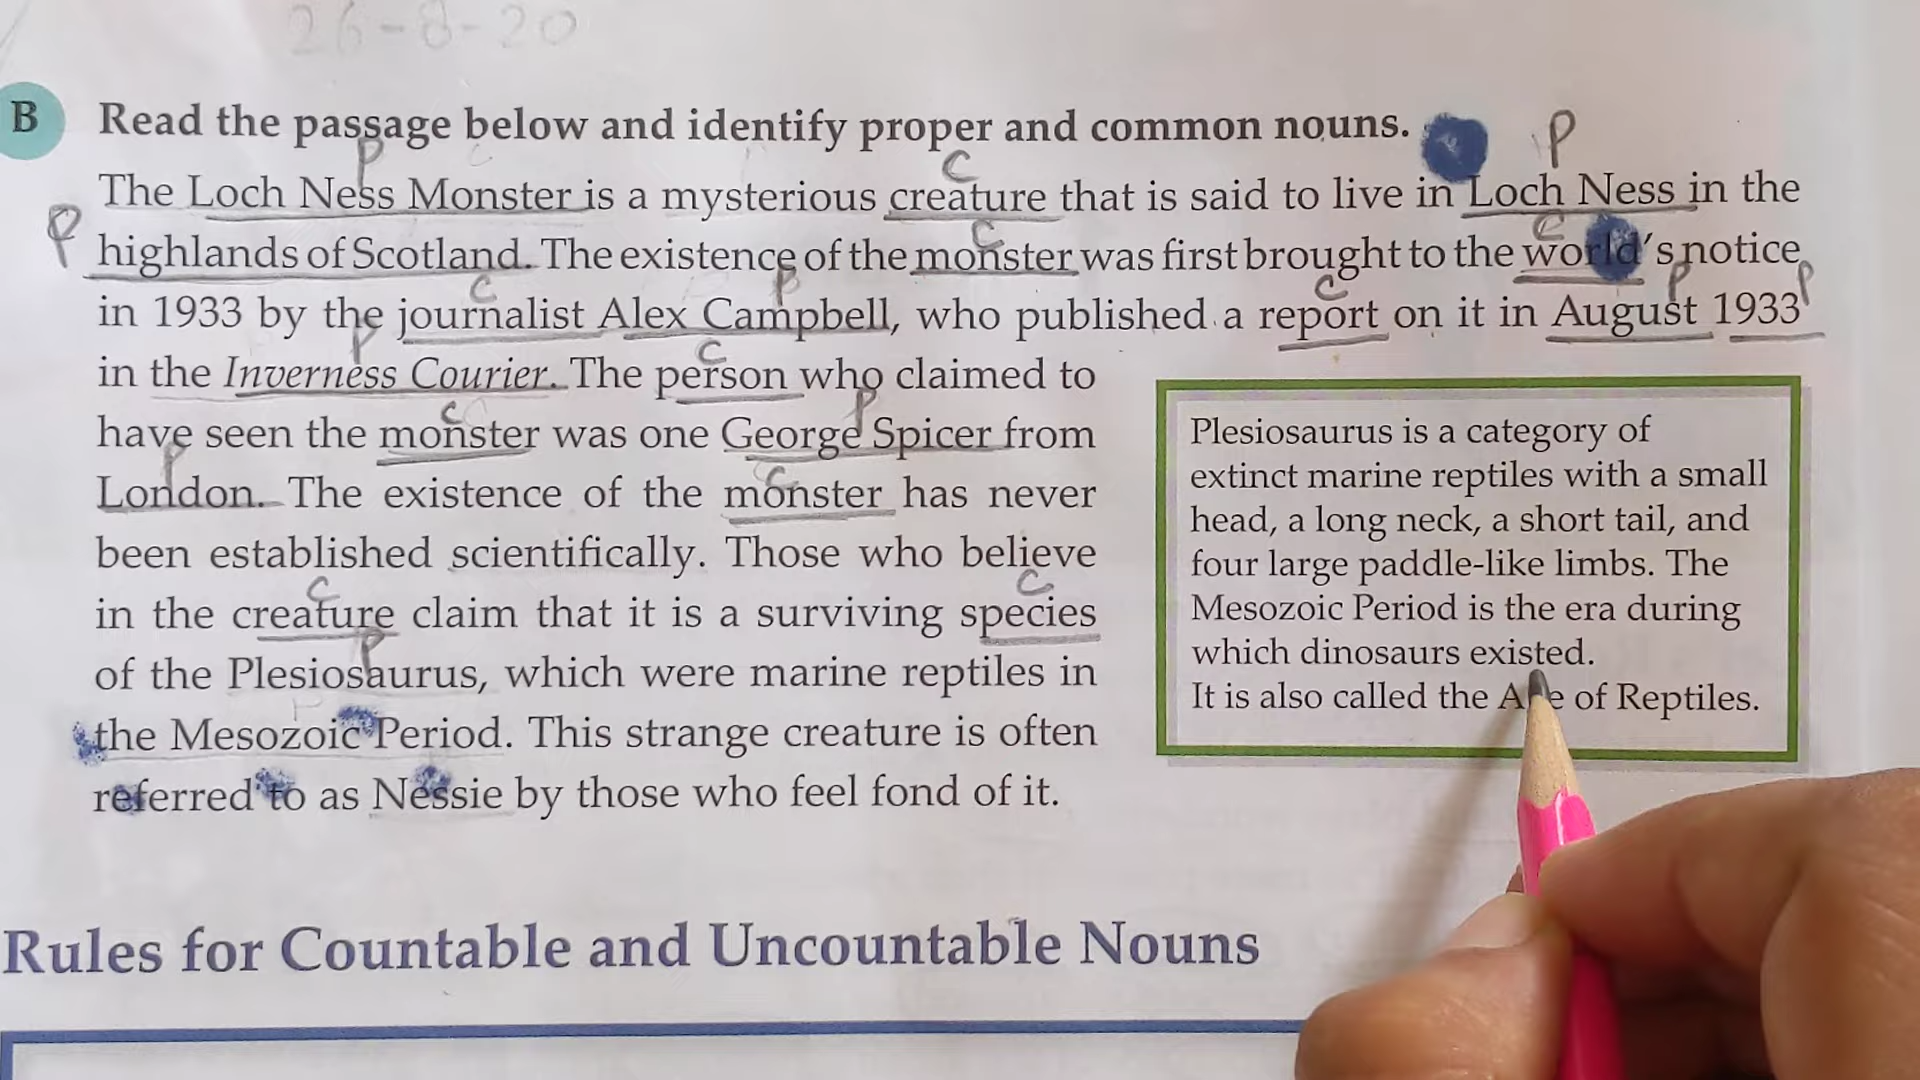 26-8-20
B Read the passage below and identify proper and common nouns.
P C P
The Loch Ness Monster is a mysterious creature that is said to live in Loch Ness in the
P C C
highlands of Scotland. The existence of the monster was first brought to the world's notice
C P C P P
in 1933 by the journalist Alex Campbell, who published a report on it in August 1933
P C
in the Inverness Courier. The person who claimed to
C P
have seen the monster was one George Spicer from
P C
London. The existence of the monster has never
been established scientifically. Those who believe
C C
in the creature claim that it is a surviving species
P
of the Plesiosaurus, which were marine reptiles in
the Mesozoic Period. This strange creature is often
referred to as Nessie by those who feel fond of it.
Plesiosaurus is a category of
extinct marine reptiles with a small
head, a long neck, a short tail, and
four large paddle-like limbs. The
Mesozoic Period is the era during
which dinosaurs existed.
It is also called the Age of Reptiles.
Rules for Countable and Uncountable Nouns